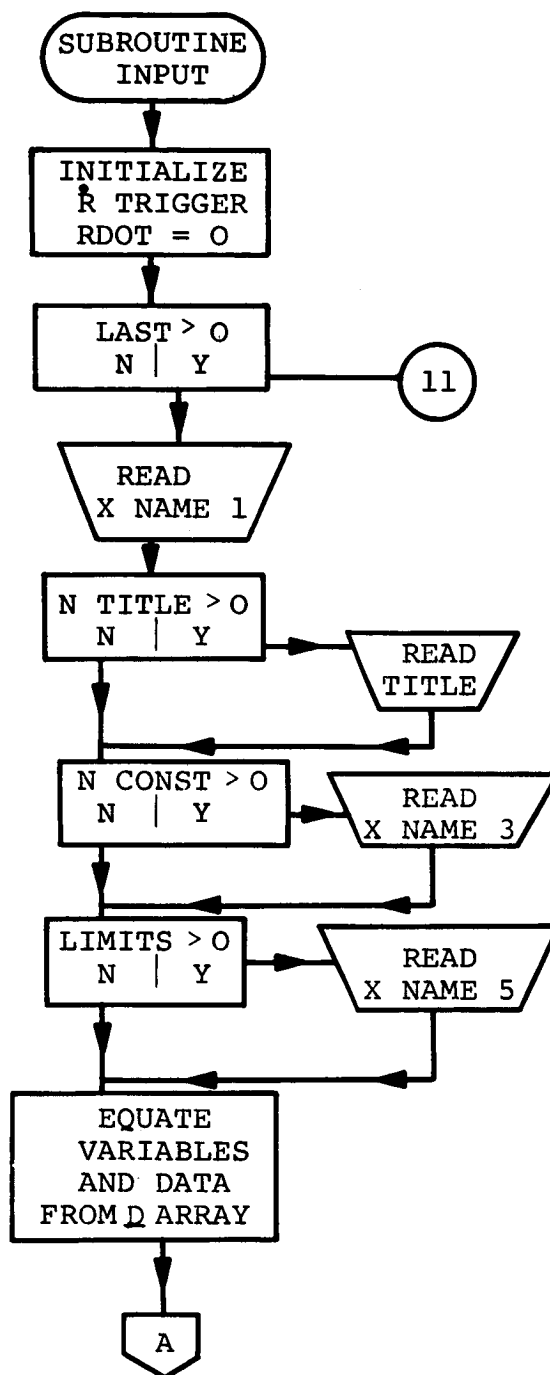 SUBROUTINE
INPUT
INITIALIZE
Ṙ TRIGGER
RDOT = O
LAST > O
N | Y
11
READ
X NAME 1
N TITLE > O
N | Y
READ
TITLE
N CONST > O
N | Y
READ
X NAME 3
LIMITS > O
N | Y
READ
X NAME 5
EQUATE
VARIABLES
AND DATA
FROM D ARRAY
A